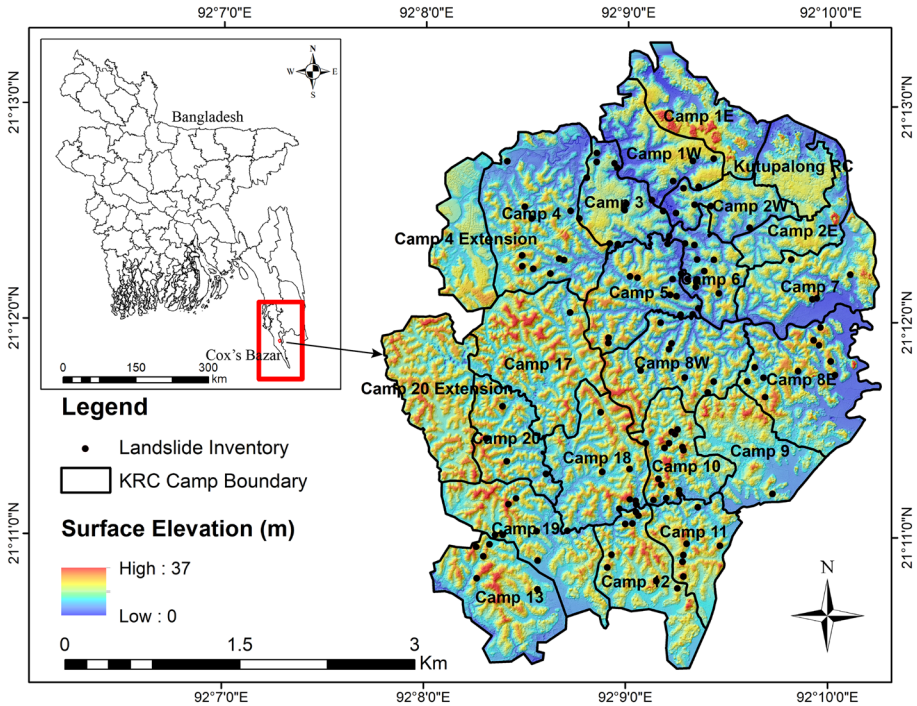 92°7'0"E 92°8'0"E 92°9'0"E 92°10'0"E
21°13'0"N
21°12'0"N
21°11'0"N
N
W E
S
Bangladesh
Cox's Bazar
0 150 300
km
Legend
Landslide Inventory
KRC Camp Boundary
Surface Elevation (m)
High : 37
Low : 0
0 1.5 3
Km
Camp 1E
Camp 1W
Kutupalong RC
Camp 3
Camp 2W
Camp 4
Camp 2E
Camp 4 Extension
Camp 6
Camp 7
Camp 5
Camp 17
Camp 8W
Camp 8E
Camp 20 Extension
Camp 20
Camp 9
Camp 18
Camp 10
Camp 19
Camp 11
Camp 12
Camp 13
N
21°13'0"N
21°12'0"N
21°11'0"N
92°7'0"E 92°8'0"E 92°9'0"E 92°10'0"E